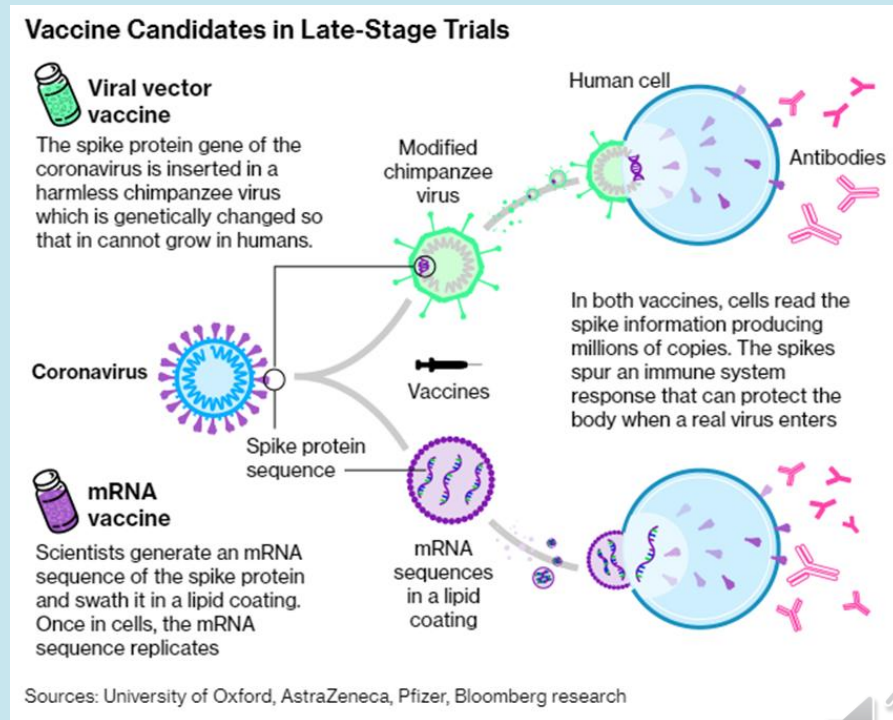 Vaccine Candidates in Late-Stage Trials
Viral vector
vaccine
The spike protein gene of the
coronavirus is inserted in a
harmless chimpanzee virus
which is genetically changed so
that in cannot grow in humans.
Modified
chimpanzee
virus
Human cell
Antibodies
Coronavirus
Vaccines
In both vaccines, cells read the
spike information producing
millions of copies. The spikes
spur an immune system
response that can protect the
body when a real virus enters
Spike protein
sequence
mRNA
vaccine
Scientists generate an mRNA
sequence of the spike protein
and swath it in a lipid coating.
Once in cells, the mRNA
sequence replicates
mRNA
sequences
in a lipid
coating
Sources: University of Oxford, AstraZeneca, Pfizer, Bloomberg research